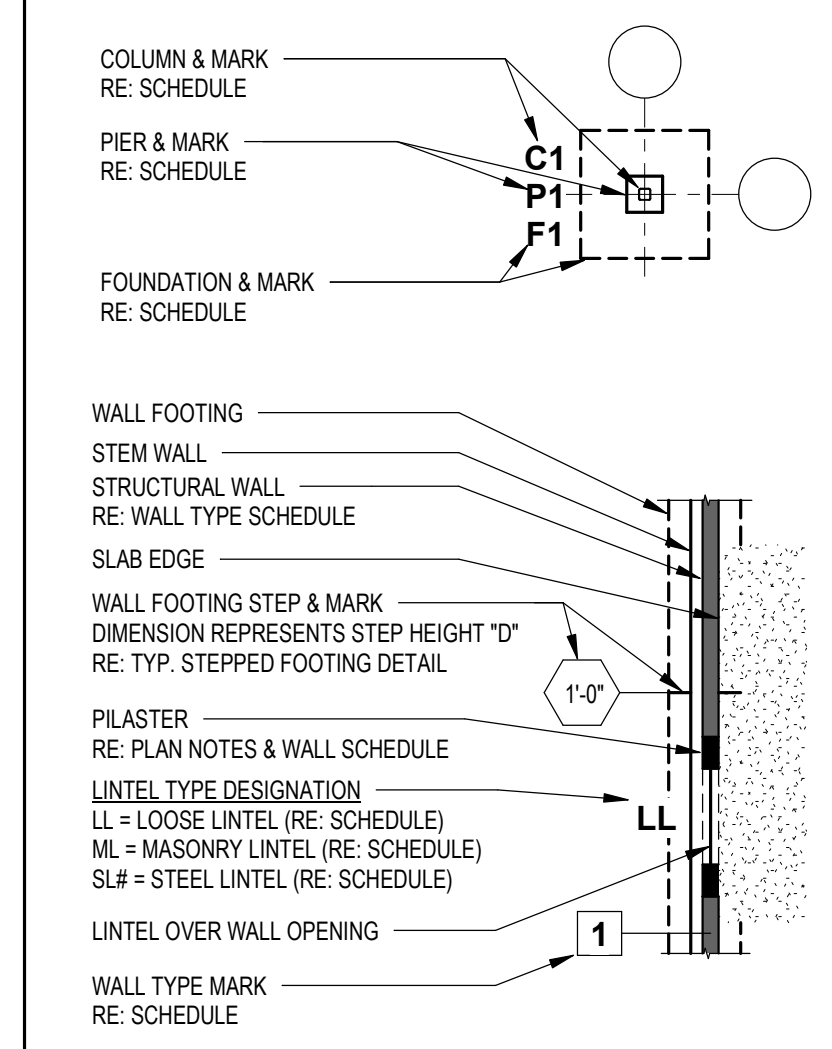 COLUMN & MARK
RE: SCHEDULE
PIER & MARK
RE: SCHEDULE
C1
P1
F1
FOUNDATION & MARK
RE: SCHEDULE
WALL FOOTING
STEM WALL
STRUCTURAL WALL
RE: WALL TYPE SCHEDULE
SLAB EDGE
WALL FOOTING STEP & MARK
DIMENSION REPRESENTS STEP HEIGHT "D"
RE: TYP. STEPPED FOOTING DETAIL
1'-0"
PILASTER
RE: PLAN NOTES & WALL SCHEDULE
LINTEL TYPE DESIGNATION
LL = LOOSE LINTEL (RE: SCHEDULE)
ML = MASONRY LINTEL (RE: SCHEDULE)
SL# = STEEL LINTEL (RE: SCHEDULE)
LL
LINTEL OVER WALL OPENING
1
WALL TYPE MARK
RE: SCHEDULE